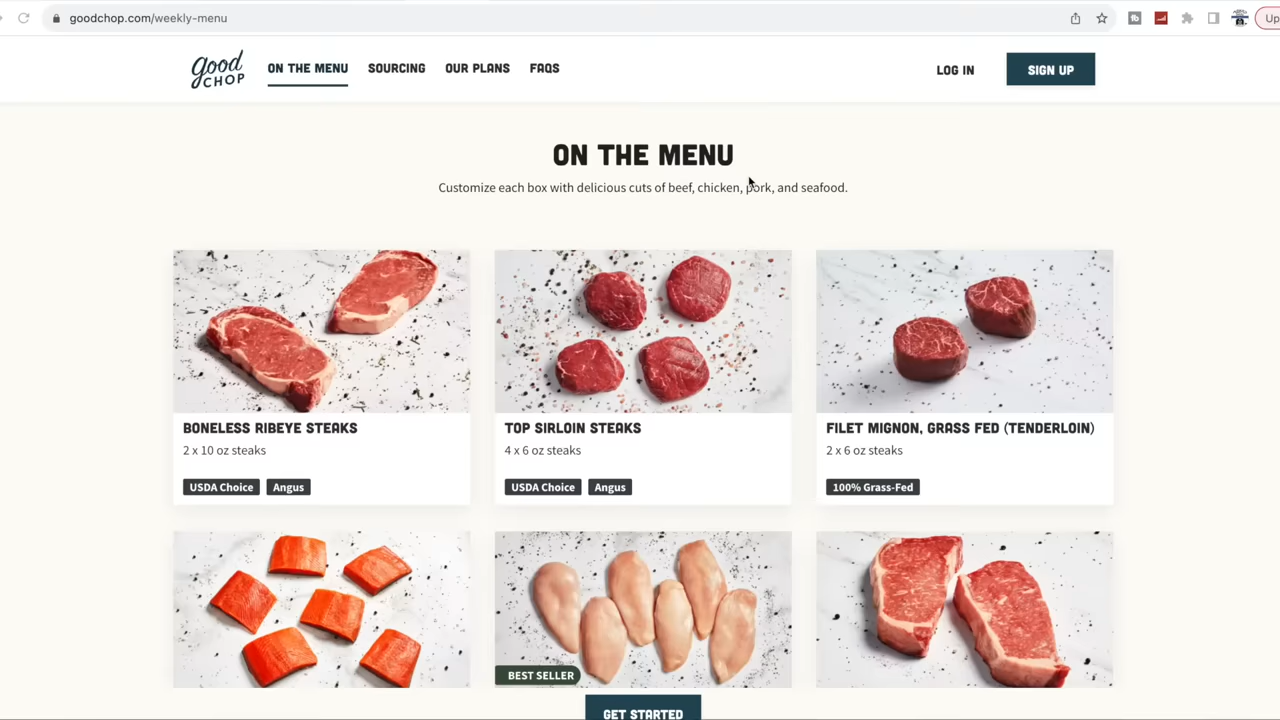 goodchop.com/weekly-menu
Up
good CHOP
ON THE MENU
SOURCING
OUR PLANS
FAQS
LOG IN
SIGN UP
ON THE MENU
Customize each box with delicious cuts of beef, chicken, pork, and seafood.
BONELESS RIBEYE STEAKS
2 x 10 oz steaks
USDA Choice
Angus
TOP SIRLOIN STEAKS
4 x 6 oz steaks
USDA Choice
Angus
FILET MIGNON, GRASS FED (TENDERLOIN)
2 x 6 oz steaks
100% Grass-Fed
BEST SELLER
GET STARTED